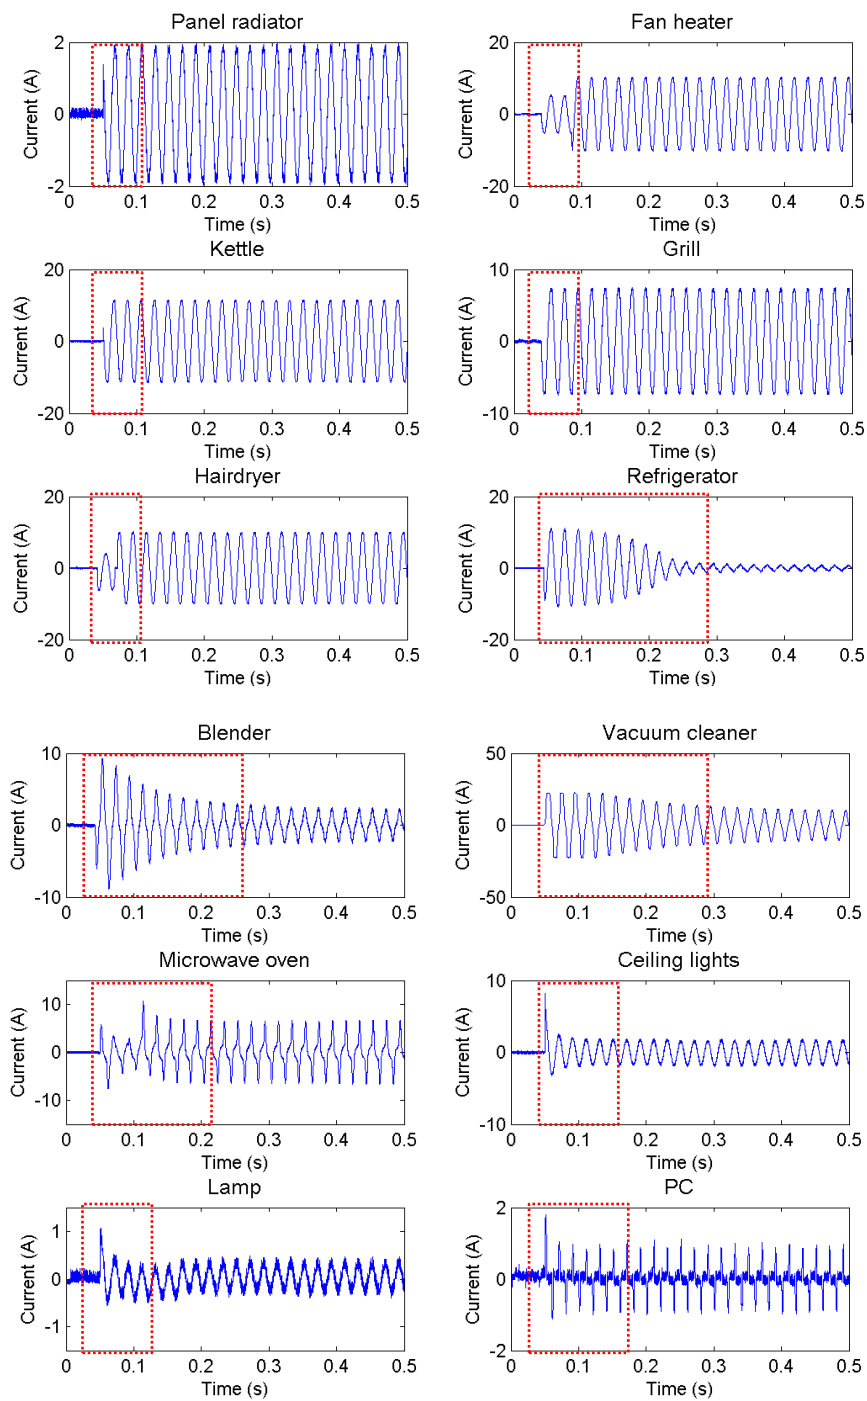 Panel radiator
2
0
-2
Current (A)
0 0.1 0.2 0.3 0.4 0.5
Time (s)
Fan heater
20
0
-20
Current (A)
0 0.1 0.2 0.3 0.4 0.5
Time (s)
Kettle
20
0
-20
Current (A)
0 0.1 0.2 0.3 0.4 0.5
Time (s)
Grill
10
0
-10
Current (A)
0 0.1 0.2 0.3 0.4 0.5
Time (s)
Hairdryer
20
0
-20
Current (A)
0 0.1 0.2 0.3 0.4 0.5
Time (s)
Refrigerator
20
0
-20
Current (A)
0 0.1 0.2 0.3 0.4 0.5
Time (s)
Blender
10
0
-10
Current (A)
0 0.1 0.2 0.3 0.4 0.5
Time (s)
Vacuum cleaner
50
0
-50
Current (A)
0 0.1 0.2 0.3 0.4 0.5
Time (s)
Microwave oven
10
0
-10
Current (A)
0 0.1 0.2 0.3 0.4 0.5
Time (s)
Ceiling lights
10
0
-10
Current (A)
0 0.1 0.2 0.3 0.4 0.5
Time (s)
Lamp
1
0
-1
Current (A)
0 0.1 0.2 0.3 0.4 0.5
Time (s)
PC
2
0
-2
Current (A)
0 0.1 0.2 0.3 0.4 0.5
Time (s)